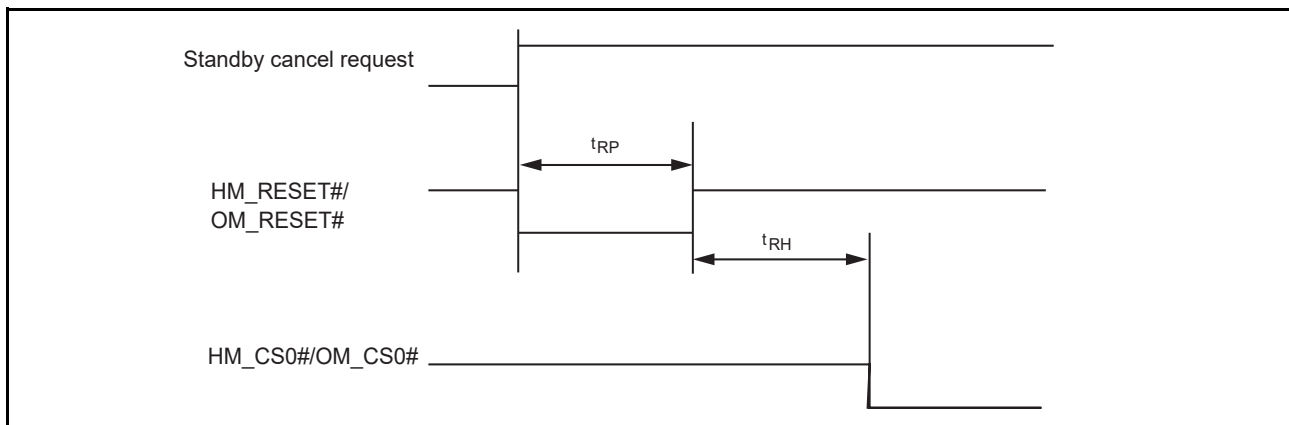 Standby cancel request
tRP
HM_RESET#/
OM_RESET#
tRH
HM_CS0#/OM_CS0#